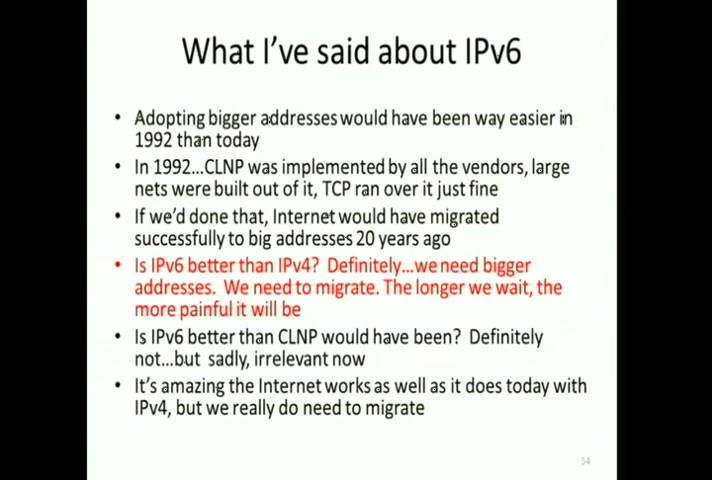 What I've said about IPv6
• Adopting bigger addresses would have been way easier in
1992 than today
• In 1992...CLNP was implemented by all the vendors, large
nets were built out of it, TCP ran over it just fine
• If we'd done that, Internet would have migrated
successfully to big addresses 20 years ago
• Is IPv6 better than IPv4? Definitely...we need bigger
addresses. We need to migrate. The longer we wait, the
more painful it will be
• Is IPv6 better than CLNP would have been? Definitely
not...but sadly, irrelevant now
• It's amazing the Internet works as well as it does today with
IPv4, but we really do need to migrate
54